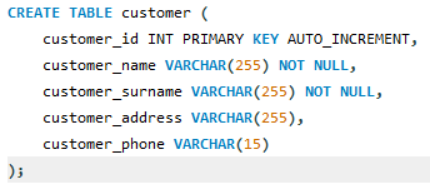 CREATE TABLE customer (
    customer_id INT PRIMARY KEY AUTO_INCREMENT,
    customer_name VARCHAR(255) NOT NULL,
    customer_surname VARCHAR(255) NOT NULL,
    customer_address VARCHAR(255),
    customer_phone VARCHAR(15)
);